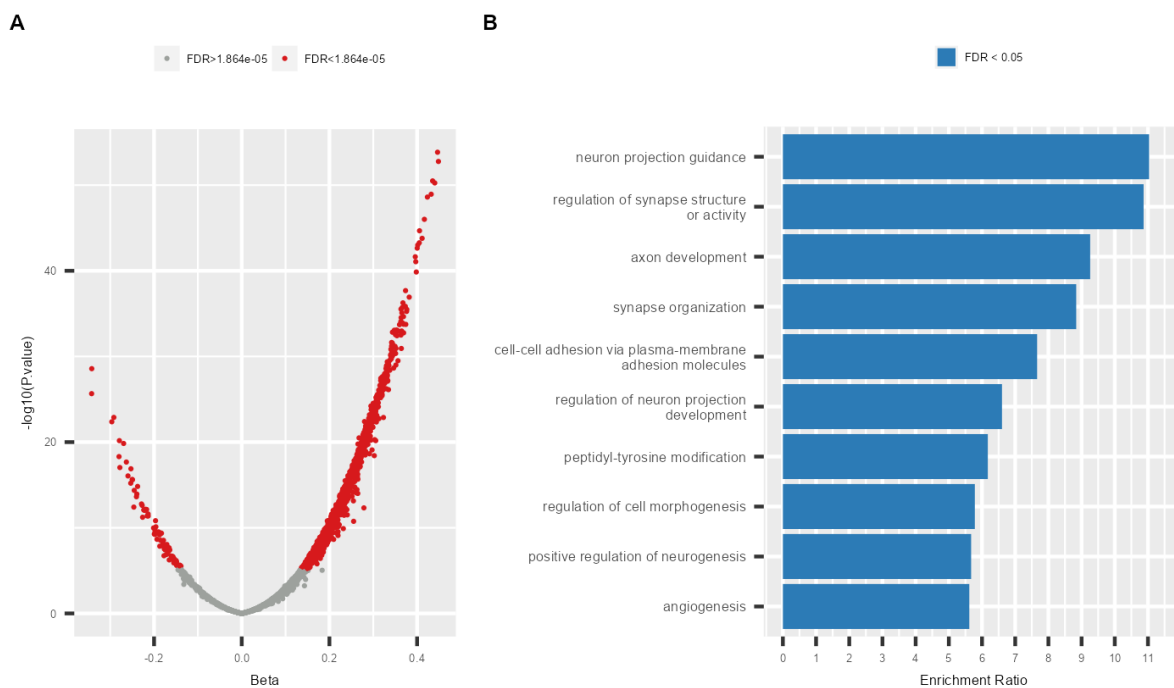 A
FDR>1.864e-05 FDR<1.864e-05
-log10(P.value)
40
20
0
-0.2 0.0 0.2 0.4
Beta
B
FDR < 0.05
neuron projection guidance
regulation of synapse structure
or activity
axon development
synapse organization
cell-cell adhesion via plasma-membrane
adhesion molecules
regulation of neuron projection
development
peptidyl-tyrosine modification
regulation of cell morphogenesis
positive regulation of neurogenesis
angiogenesis
0 1 2 3 4 5 6 7 8 9 10 11
Enrichment Ratio